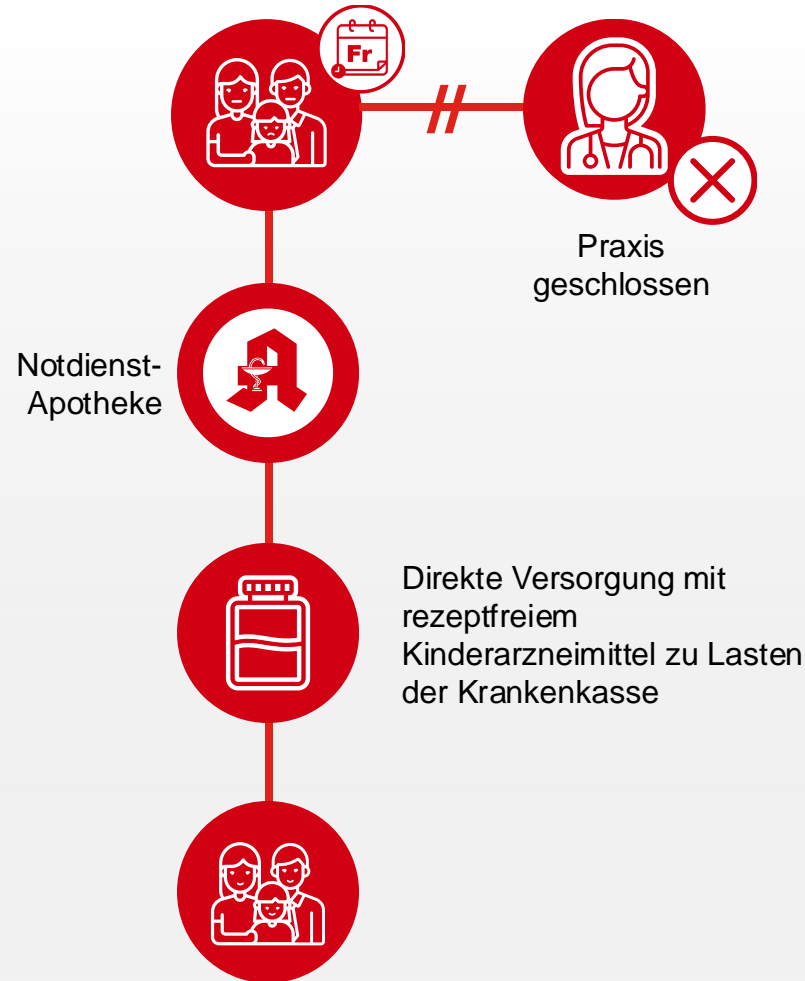 Fr
Praxis
geschlossen
Notdienst-
Apotheke
Direkte Versorgung mit
rezeptfreiem
Kinderarzneimittel zu Lasten
der Krankenkasse